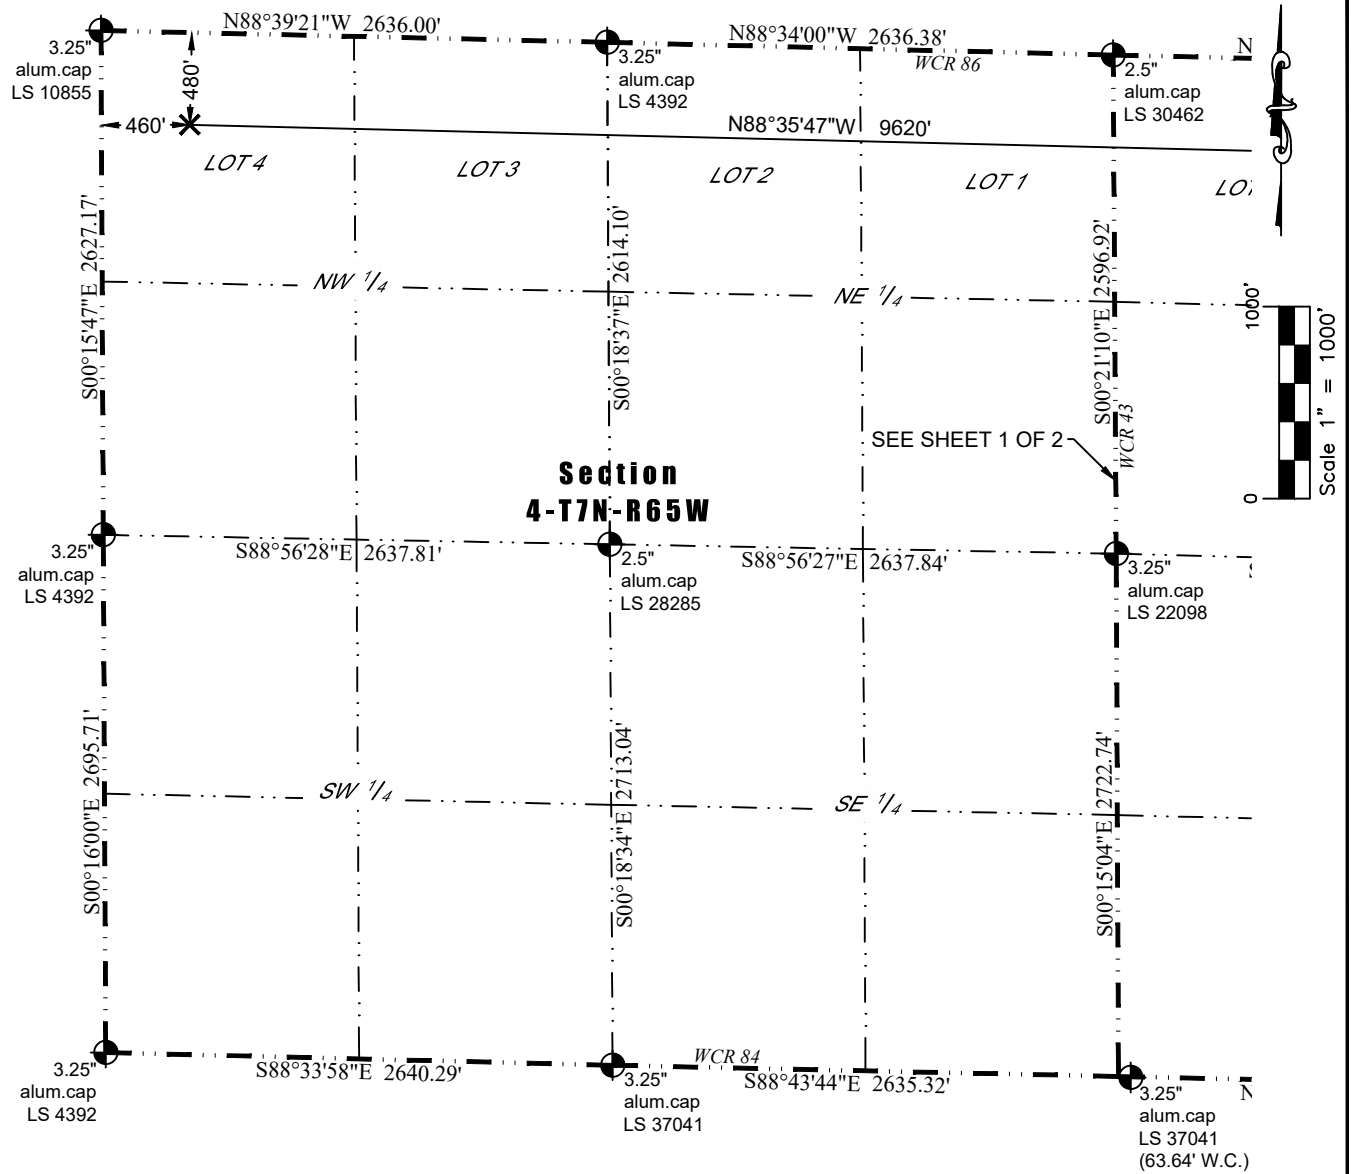 N88°39'21"W 2636.00'
N88°34'00"W 2636.38'
WCR 86
N
3.25"
alum.cap
LS 10855
3.25"
alum.cap
LS 4392
2.5"
alum.cap
LS 30462
480'
460'
N88°35'47"W 9620'
LOT 4
LOT 3
LOT 2
LOT 1
LOT
S00°15'47"E 2627.17'
S00°18'37"E 2614.10'
S00°21'10"E 2596.92'
NW 1/4
NE 1/4
1000'
0
Scale 1" = 1000'
WCR 43
SEE SHEET 1 OF 2
Section
4-T7N-R65W
3.25"
alum.cap
LS 4392
S88°56'28"E 2637.81'
2.5"
alum.cap
LS 28285
S88°56'27"E 2637.84'
3.25"
alum.cap
LS 22098
S00°16'00"E 2695.71'
S00°18'34"E 2713.04'
S00°15'04"E 2722.74'
SW 1/4
SE 1/4
3.25"
alum.cap
LS 4392
S88°33'58"E 2640.29'
3.25"
alum.cap
LS 37041
WCR 84
S88°43'44"E 2635.32'
3.25"
alum.cap
LS 37041
(63.64' W.C.)
N